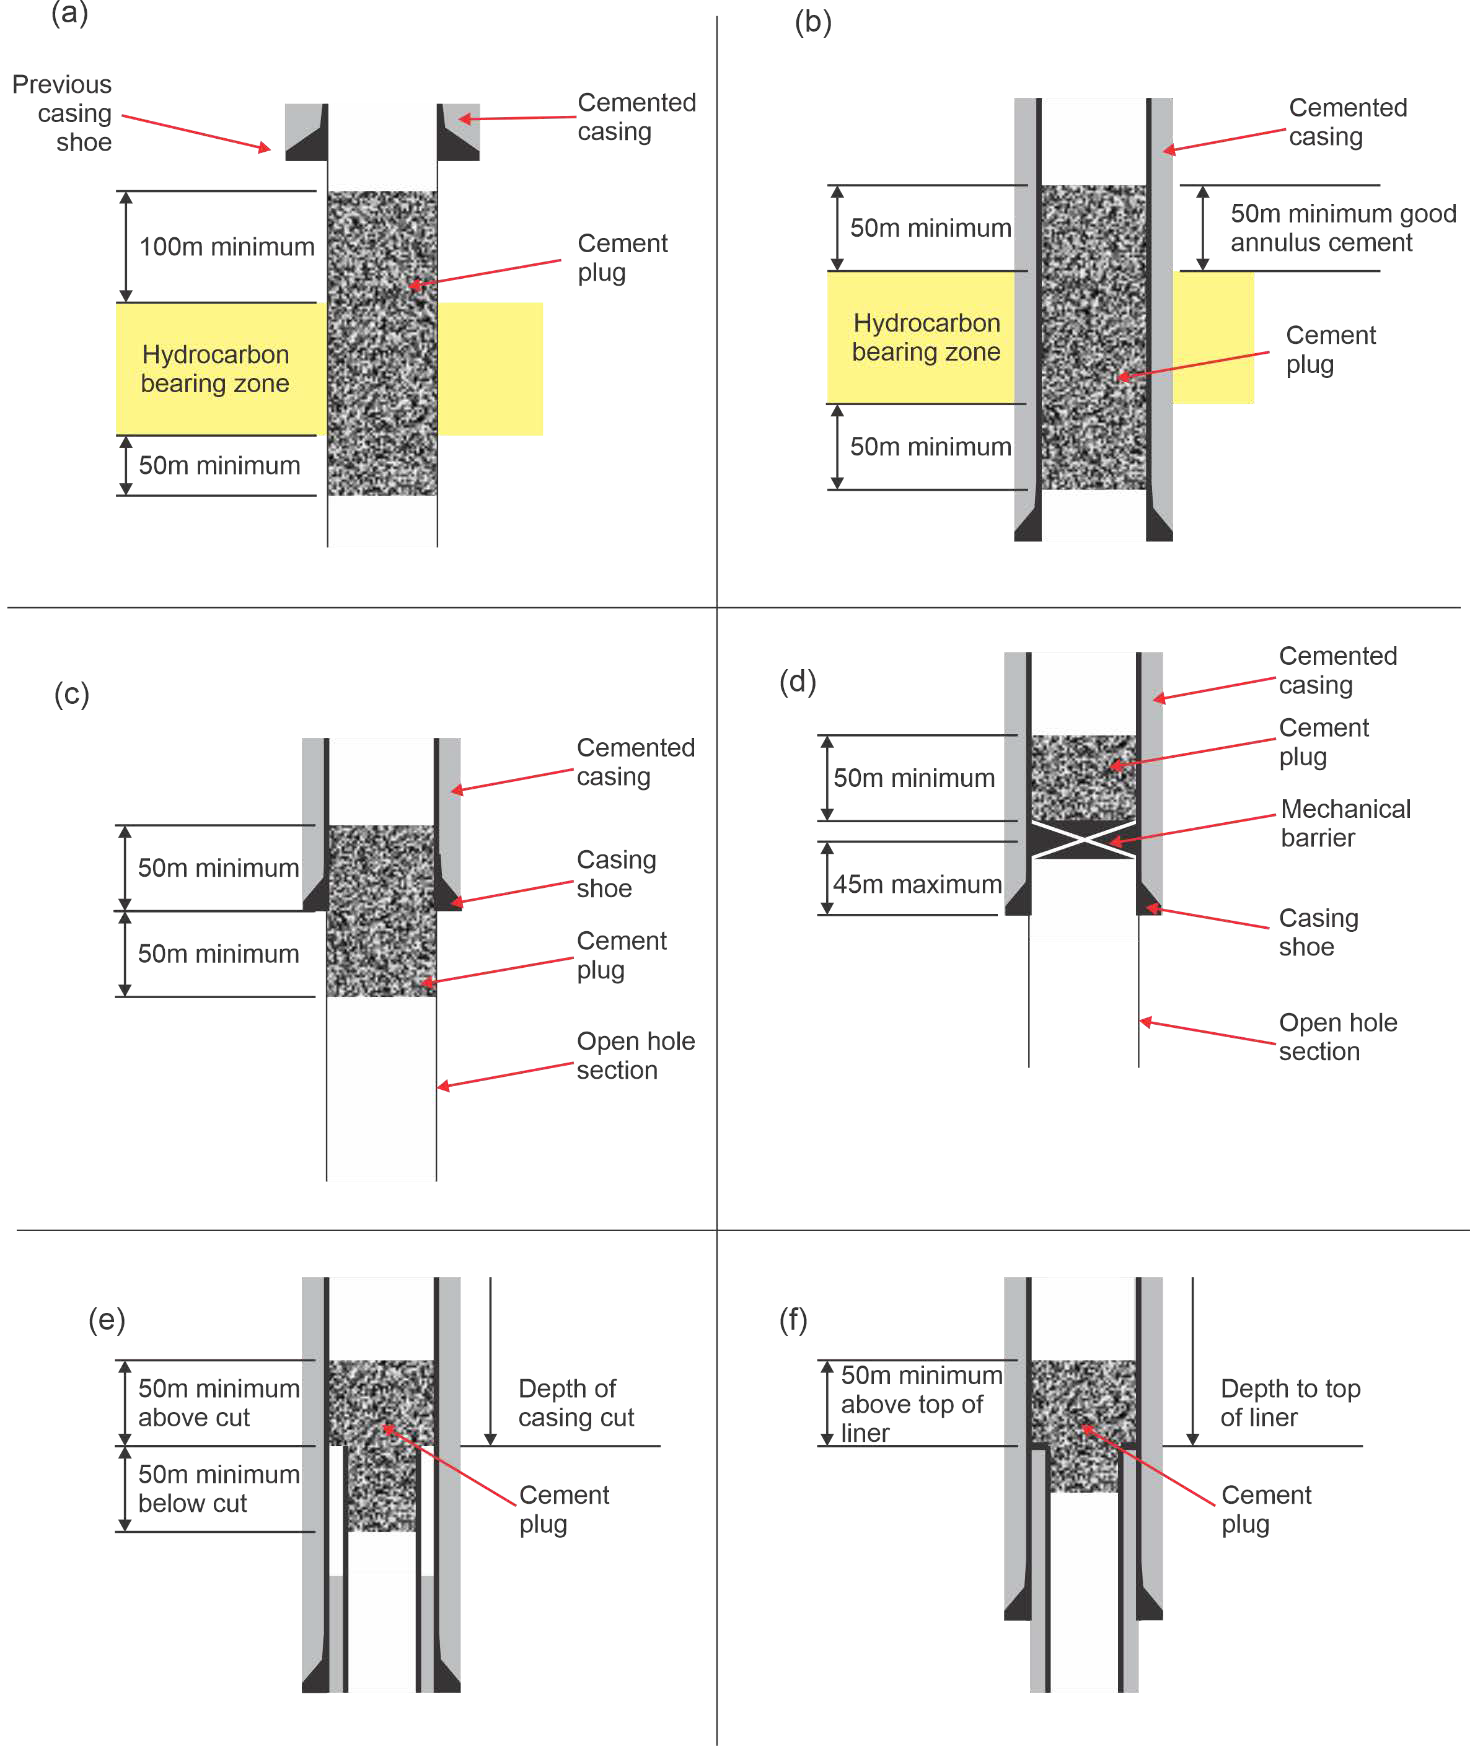 (a)
Previous
casing
shoe
Cemented
casing
100m minimum
Cement
plug
Hydrocarbon
bearing zone
50m minimum
(b)
Cemented
casing
50m minimum
50m minimum good
annulus cement
Hydrocarbon
bearing zone
Cement
plug
50m minimum
(c)
Cemented
casing
50m minimum
Casing
shoe
50m minimum
Cement
plug
Open hole
section
(d)
Cemented
casing
Cement
plug
50m minimum
Mechanical
barrier
45m maximum
Casing
shoe
Open hole
section
(e)
50m minimum
above cut
Depth of
casing cut
50m minimum
below cut
Cement
plug
(f)
50m minimum
above top of
liner
Depth to top
of liner
Cement
plug